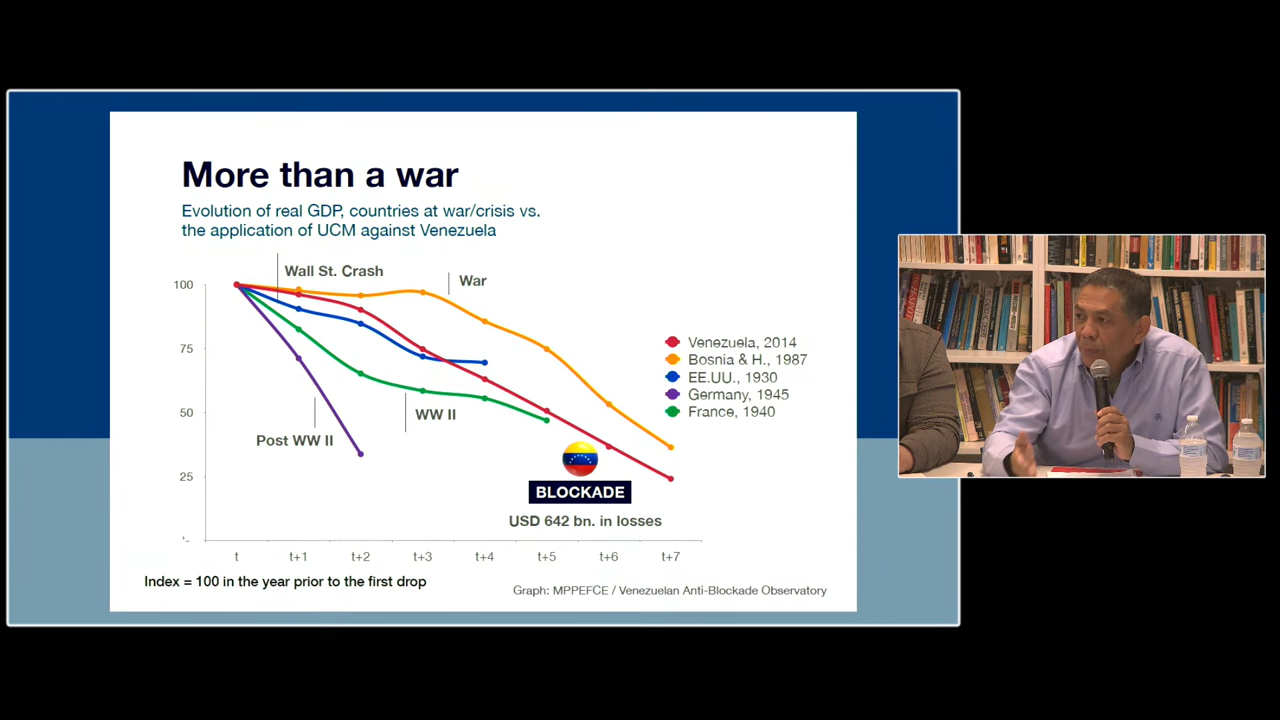 More than a war
Evolution of real GDP, countries at war/crisis vs.
the application of UCM against Venezuela
Wall St. Crash
War
100
75
50
25
Venezuela, 2014
Bosnia & H., 1987
EE.UU., 1930
Germany, 1945
France, 1940
WW II
Post WW II
BLOCKADE
USD 642 bn. in losses
t
t+1
t+2
t+3
t+4
t+5
t+6
t+7
Index = 100 in the year prior to the first drop
Graph: MPPEFCE / Venezuelan Anti-Blockade Observatory